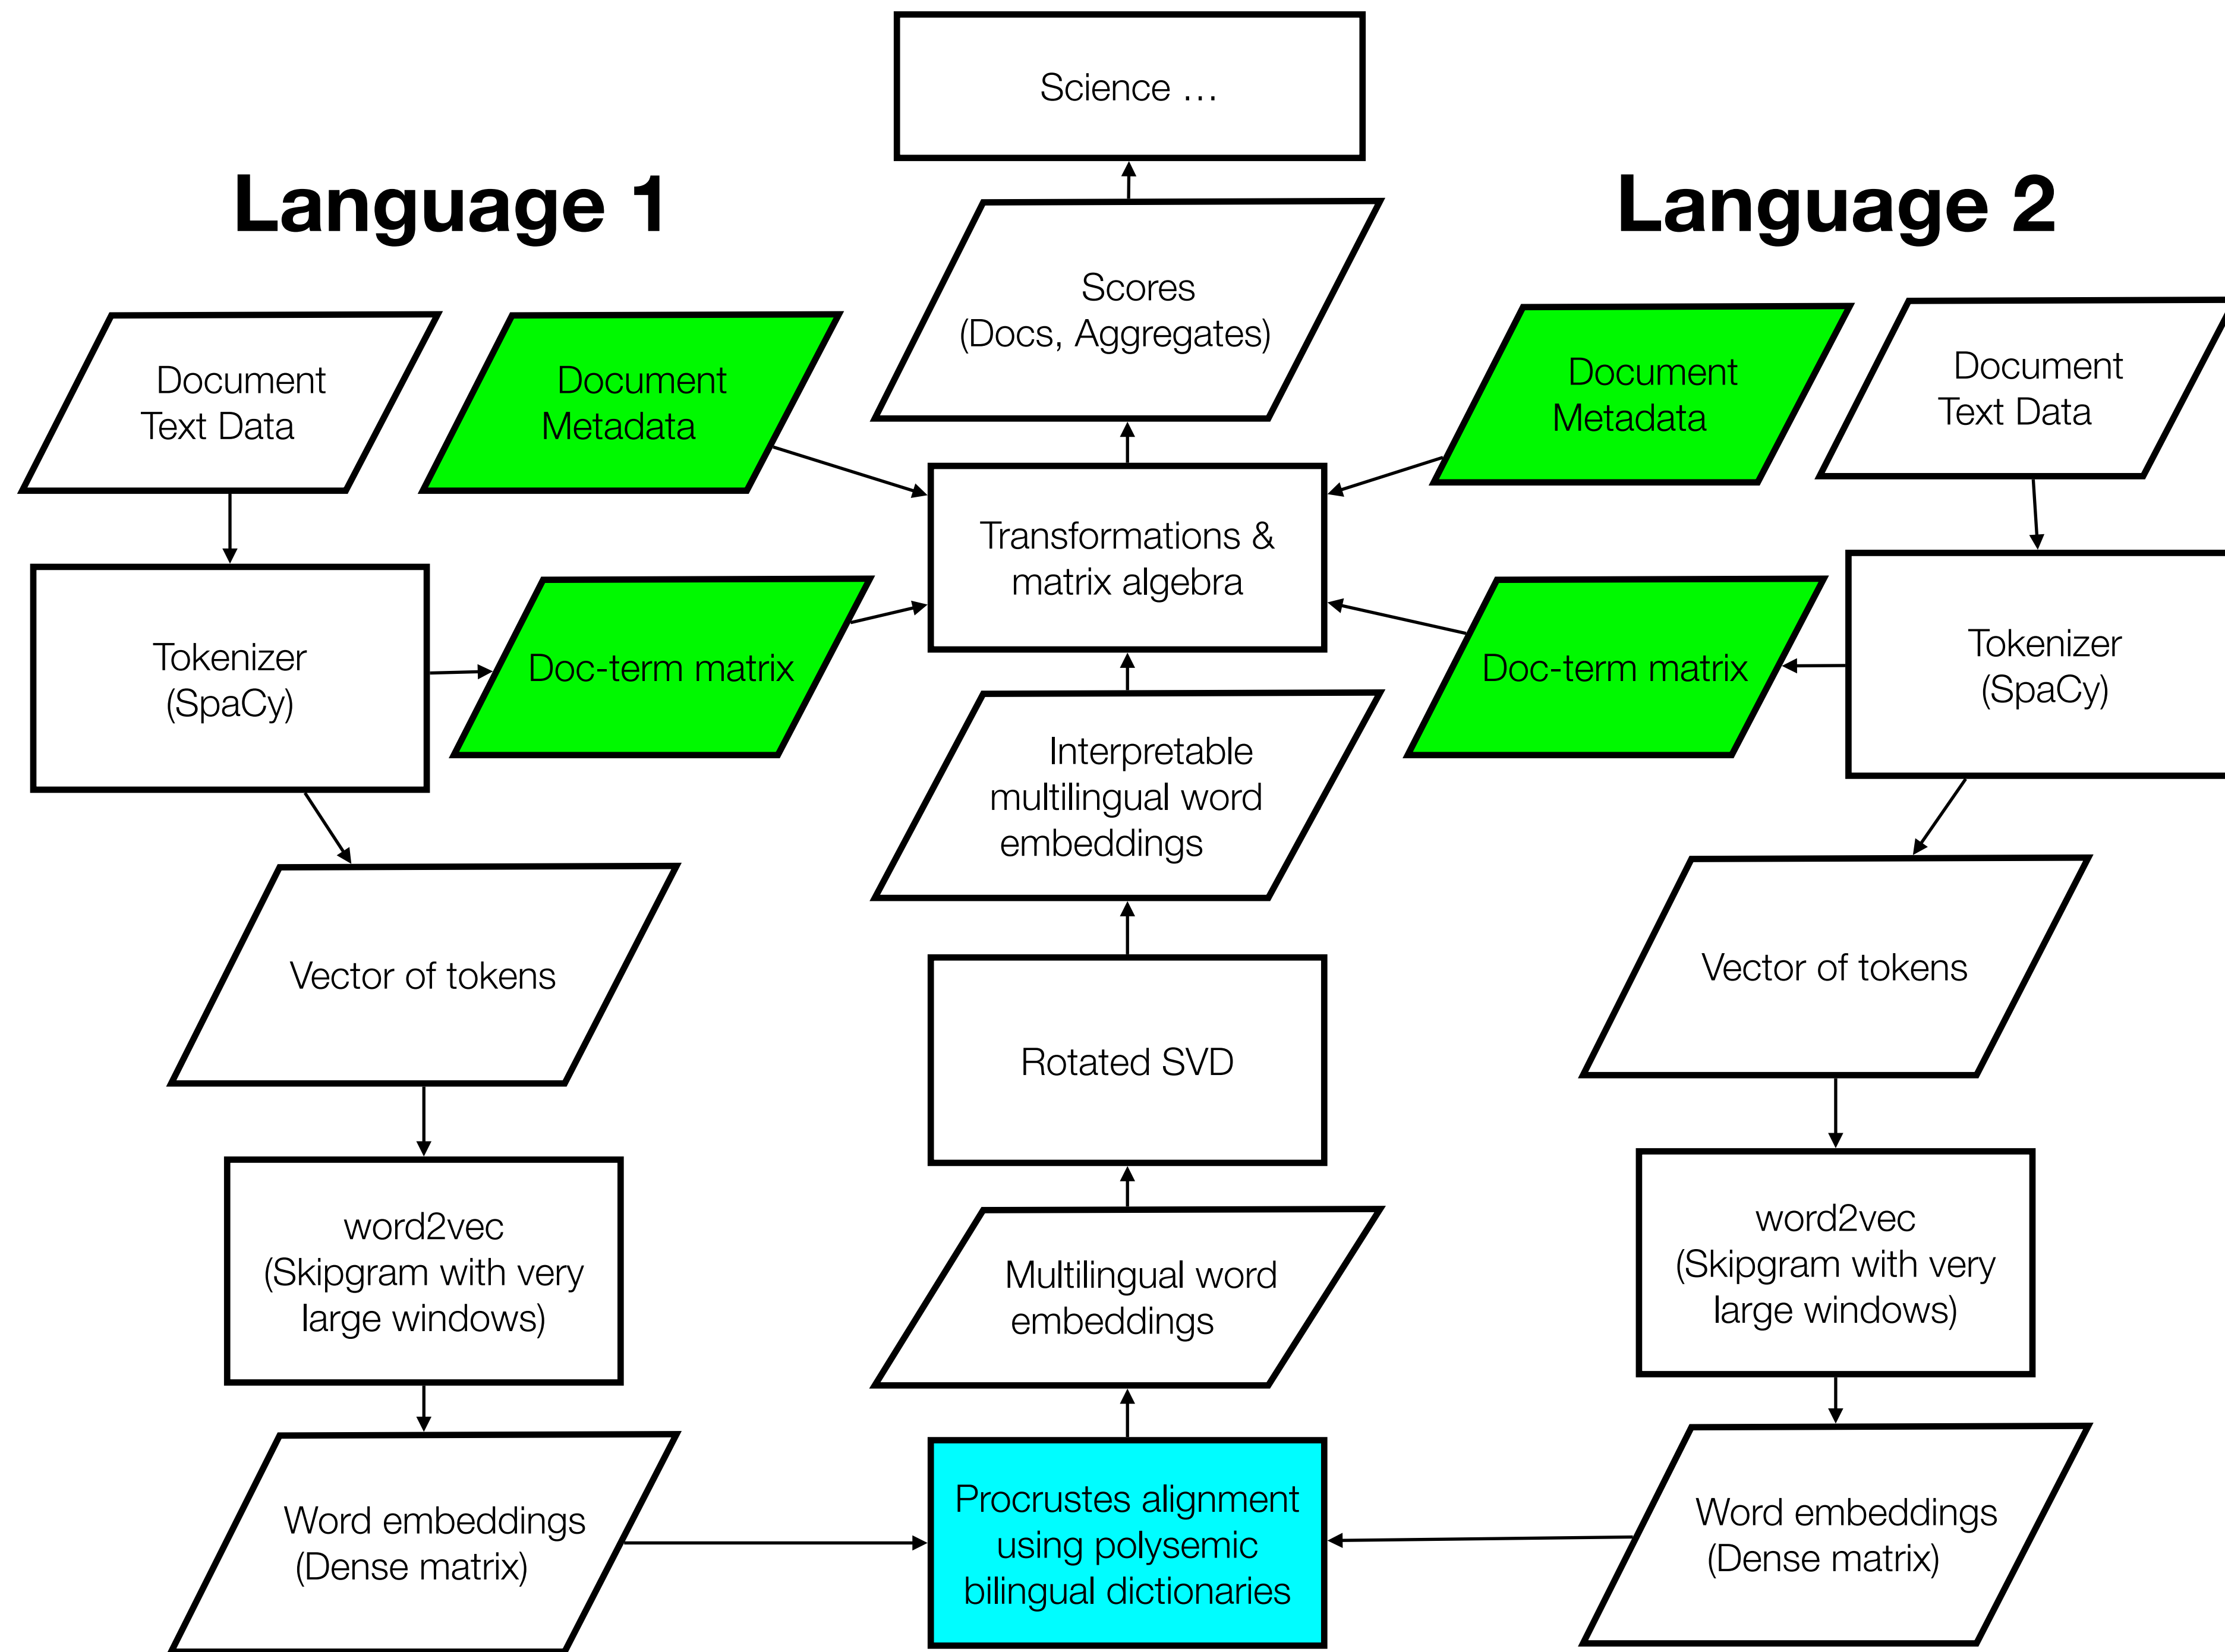 Science …
Language 1
Language 2
Scores
(Docs, Aggregates)
Document
Text Data
Document
Metadata
Document
Metadata
Document
Text Data
Transformations &
matrix algebra
Tokenizer
(SpaCy)
Doc-term matrix
Doc-term matrix
Tokenizer
(SpaCy)
Interpretable
multilingual word
embeddings
Vector of tokens
Vector of tokens
Rotated SVD
word2vec
(Skipgram with very
large windows)
Multilingual word
embeddings
word2vec
(Skipgram with very
large windows)
Word embeddings
(Dense matrix)
Procrustes alignment
using polysemic
bilingual dictionaries
Word embeddings
(Dense matrix)